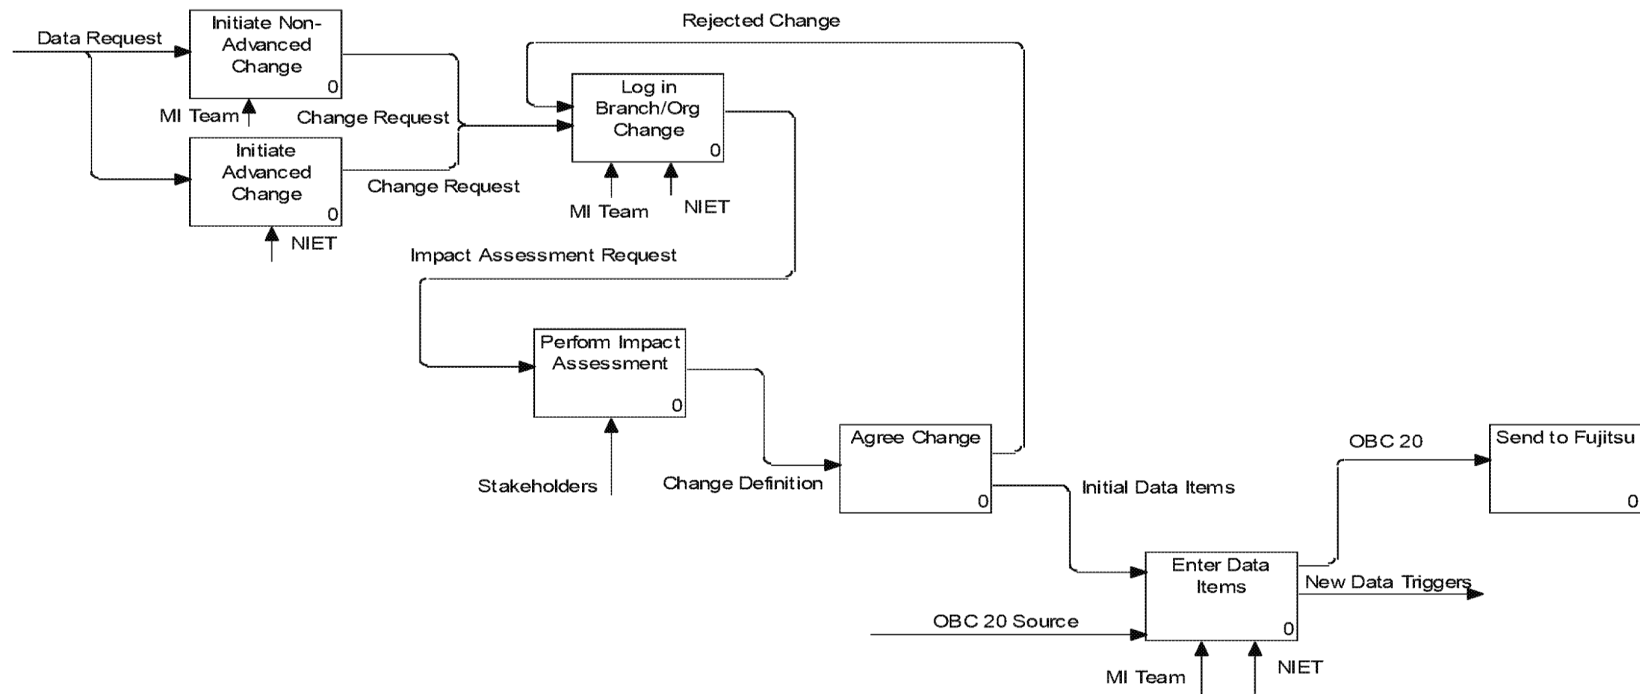 Rejected Change
Data Request
Initiate Non-
Advanced
Change
0
MI Team
Change Request
Log in
Branch/Org
Change
0
Initiate
Advanced
Change
0
Change Request
MI Team
NIET
NIET
Impact Assessment Request
Perform Impact
Assessment
0
Stakeholders
Change Definition
Agree Change
0
Initial Data Items
OBC 20
Send to Fujitsu
0
Enter Data
Items
0
New Data Triggers
OBC 20 Source
MI Team
NIET